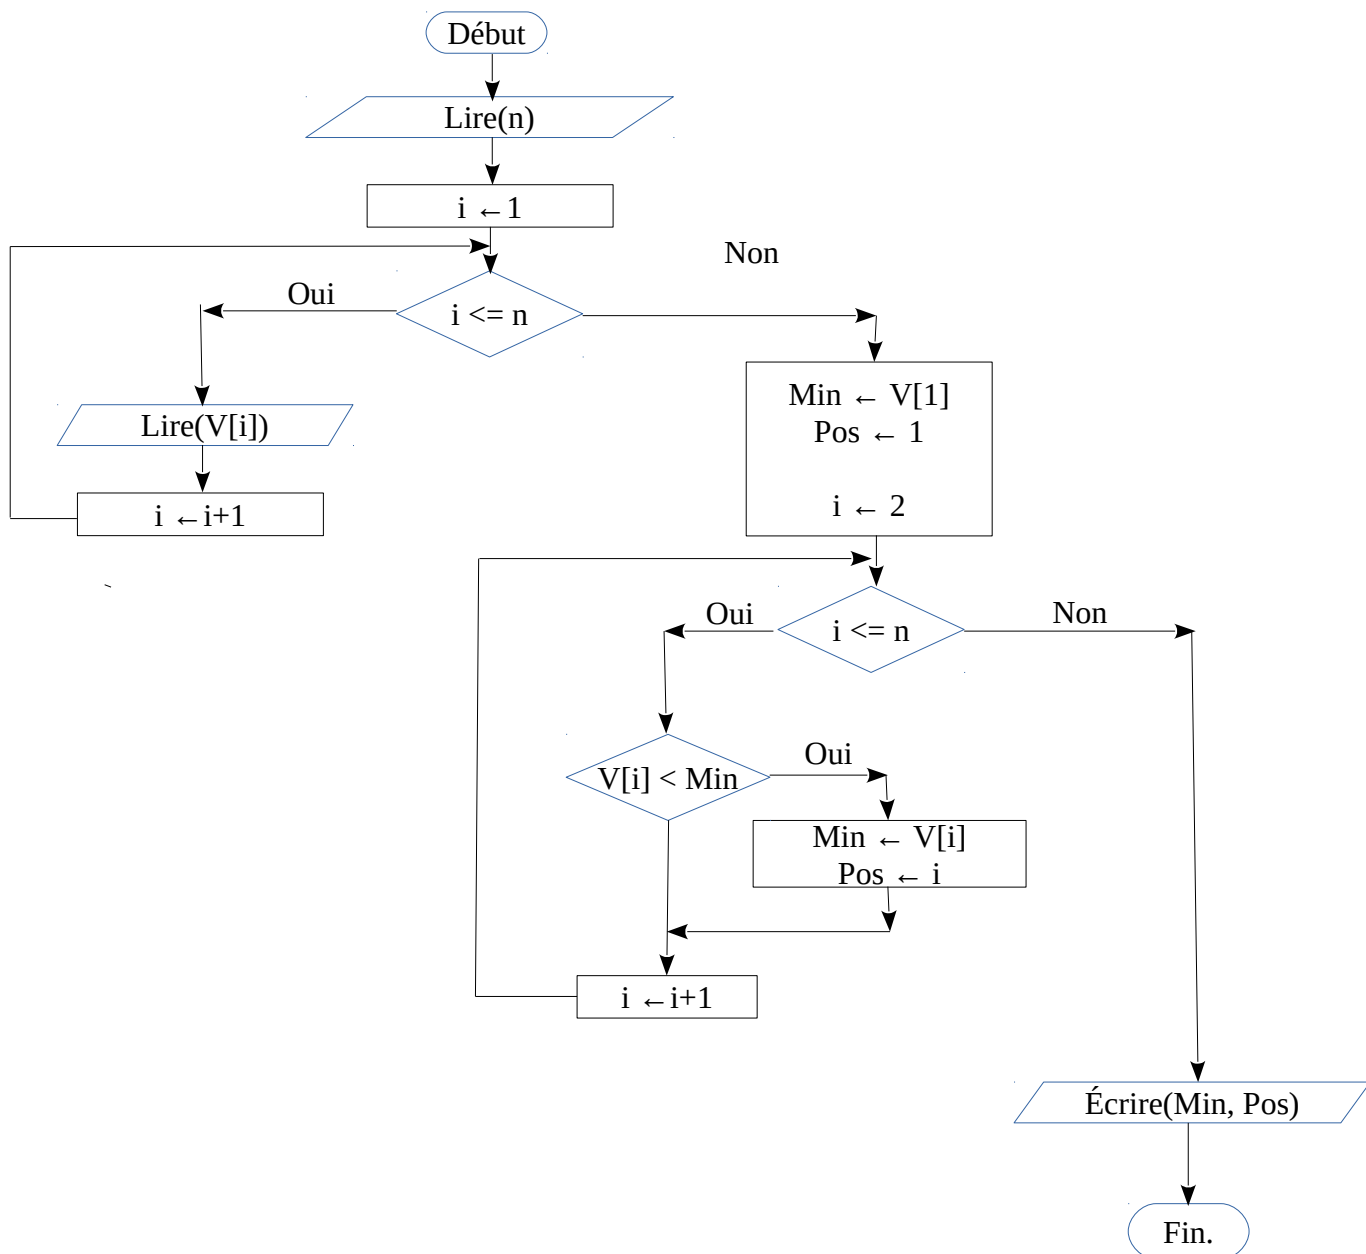 Début
Lire(n)
i ←1
Non
Oui
i <= n
Min ← V[1]
Lire(V[i])
Pos ← 1
i ← 2
i ←i+1
Oui
i <= n
Non
V[i] < Min
Oui
Min ← V[i]
Pos ← i
i ←i+1
Écrire(Min, Pos)
Fin.